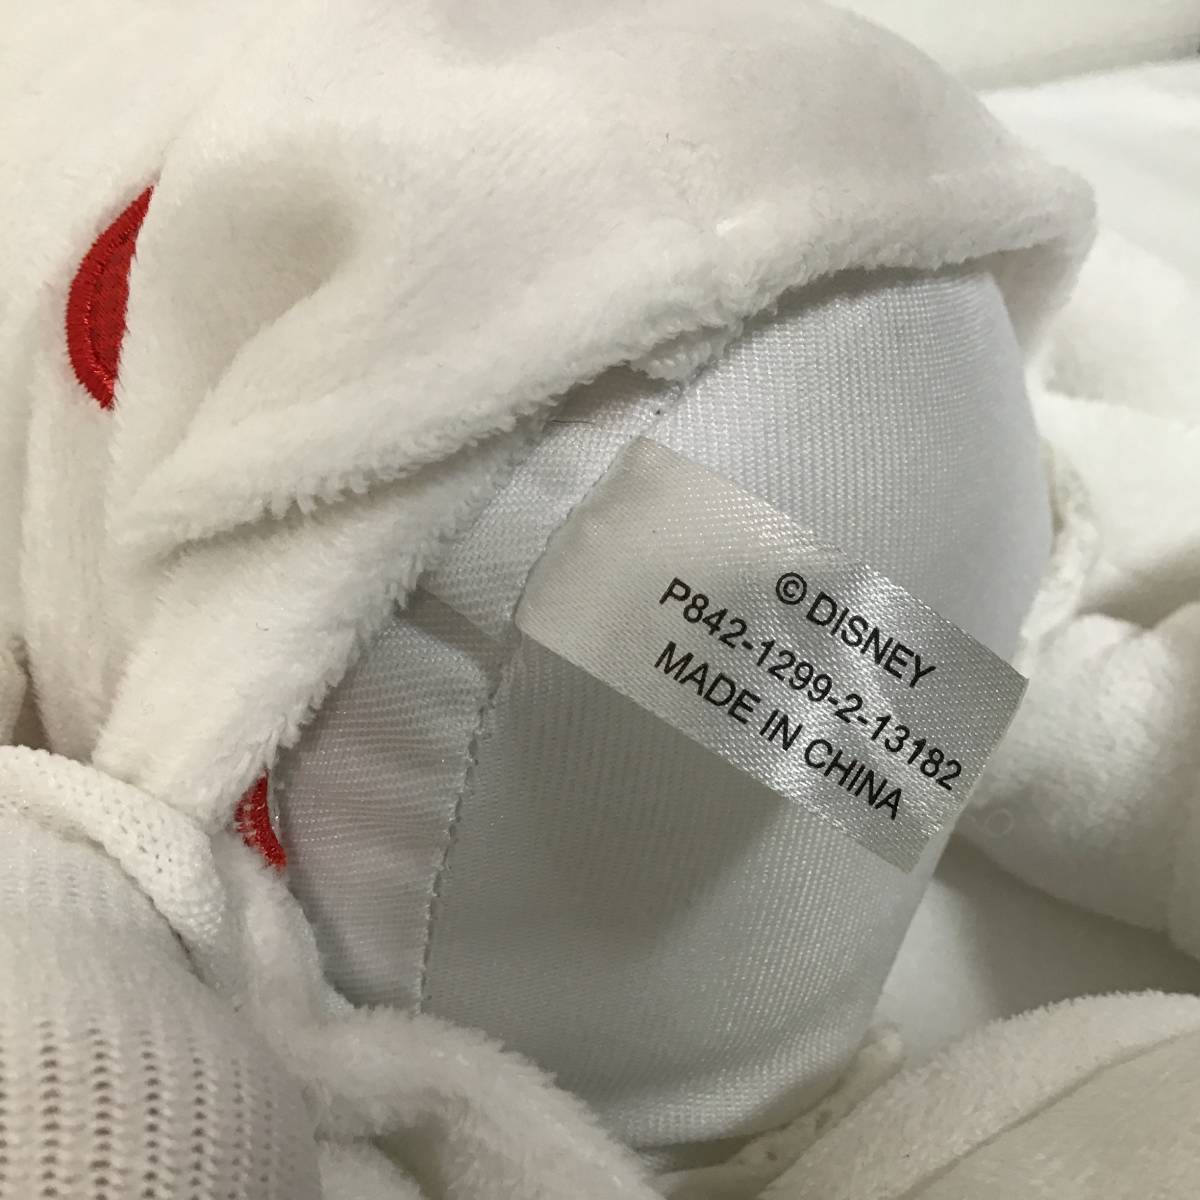 © DISNEY
P842-1299-2-13182
MADE IN CHINA